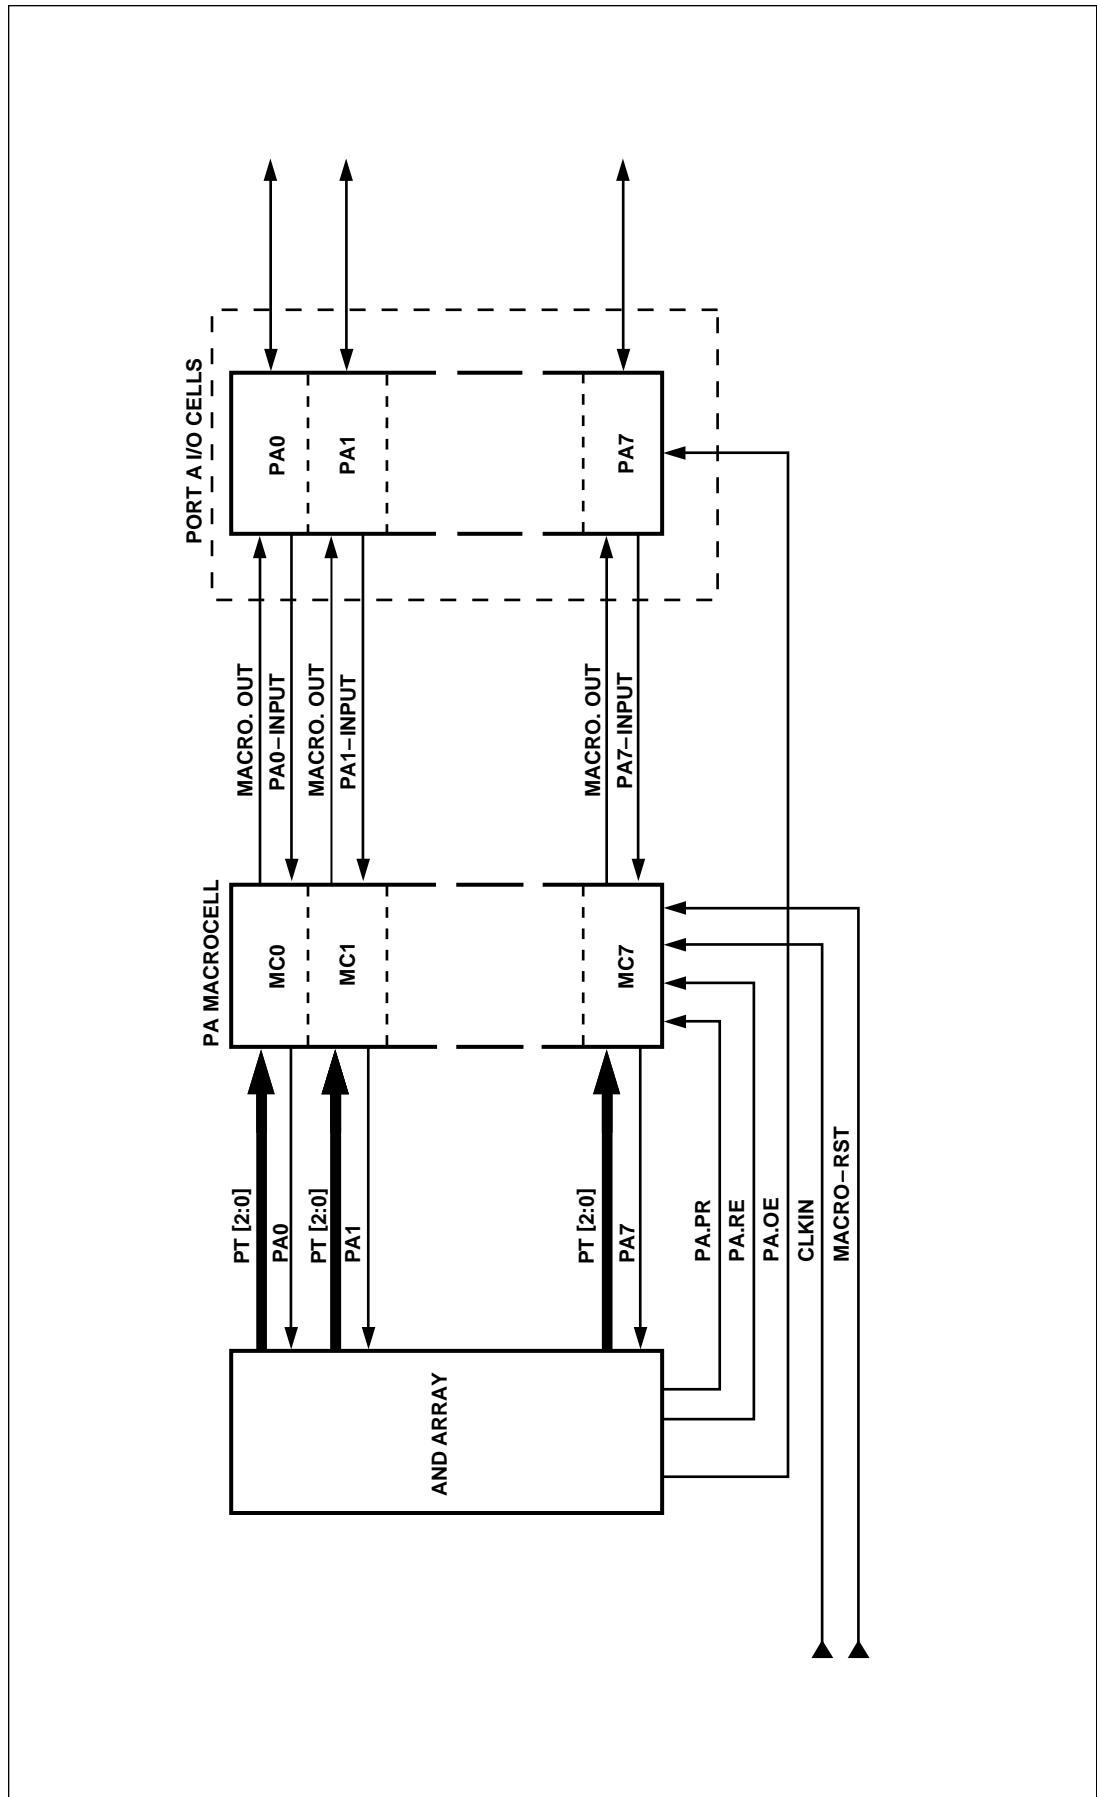 PORT A I/O CELLS
PA0
PA1
PA7
MACRO. OUT
PA0–INPUT
MACRO. OUT
PA1–INPUT
MACRO. OUT
PA7–INPUT
PA MACROCELL
MC0
MC1
MC7
PT [2:0]
PA0
PT [2:0]
PA1
PT [2:0]
PA7
PA.PR
PA.RE
PA.OE
CLKIN
MACRO–RST
AND ARRAY